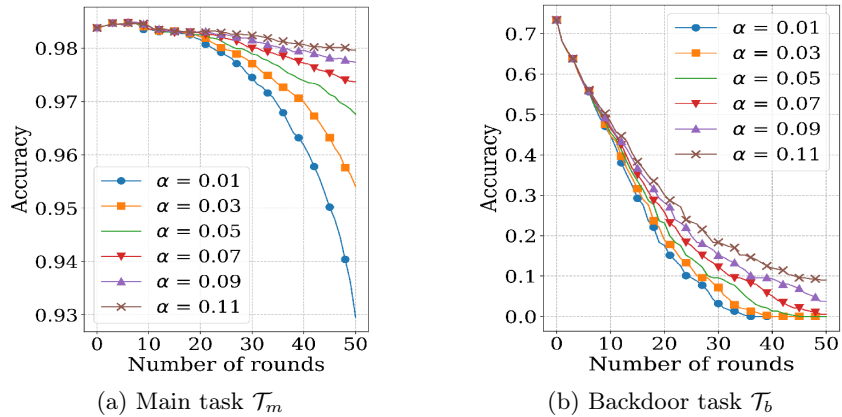 Accuracy
0.98
0.97
0.96
0.95
0.94
0.93
0 10 20 30 40 50
Number of rounds
α = 0.01
α = 0.03
α = 0.05
α = 0.07
α = 0.09
α = 0.11
(a) Main task 𝒯ₘ
Accuracy
0.7
0.6
0.5
0.4
0.3
0.2
0.1
0.0
0 10 20 30 40 50
Number of rounds
α = 0.01
α = 0.03
α = 0.05
α = 0.07
α = 0.09
α = 0.11
(b) Backdoor task 𝒯_b